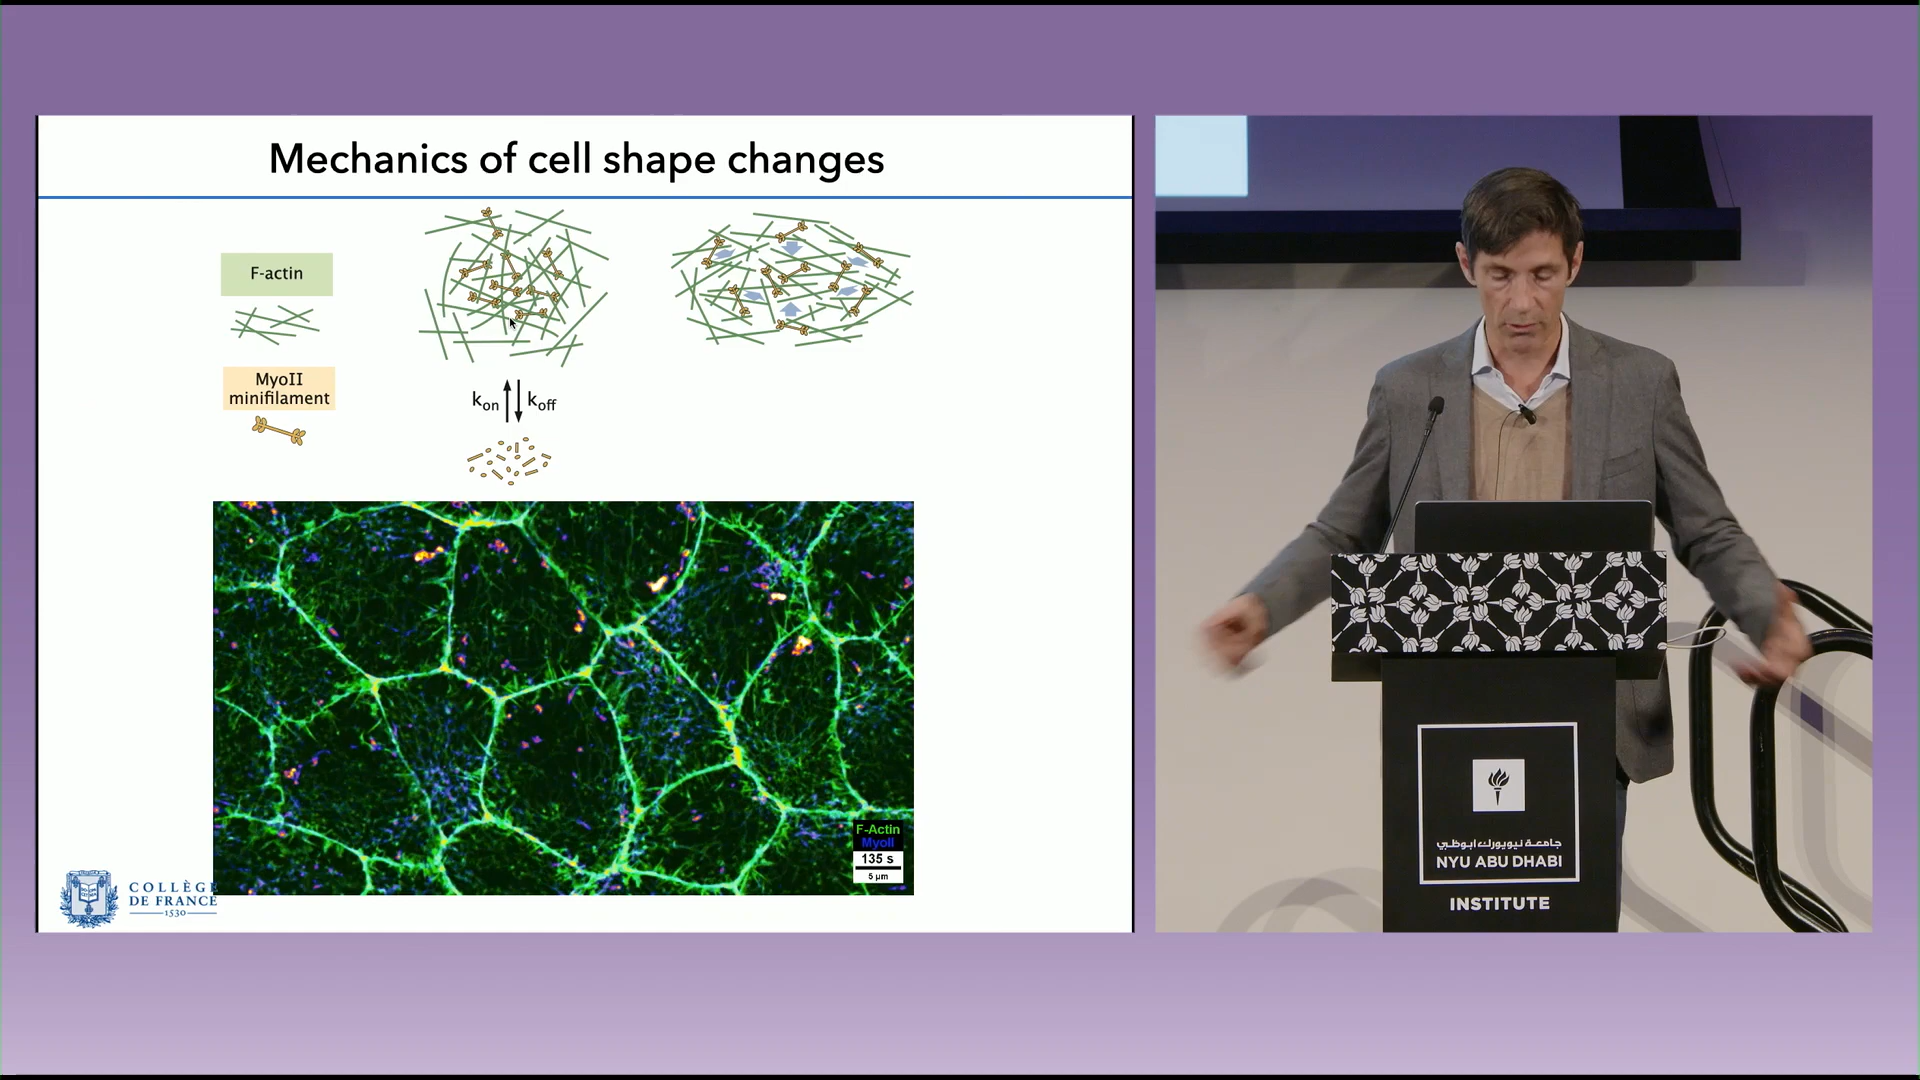 Mechanics of cell shape changes
F-actin
MyoII
minifilament
kon
koff
F-Actin
MyoII
135 s
5 μm
COLLÈGE
DE FRANCE
1530
جامعة نيويورك أبوظبي
NYU ABU DHABI
INSTITUTE